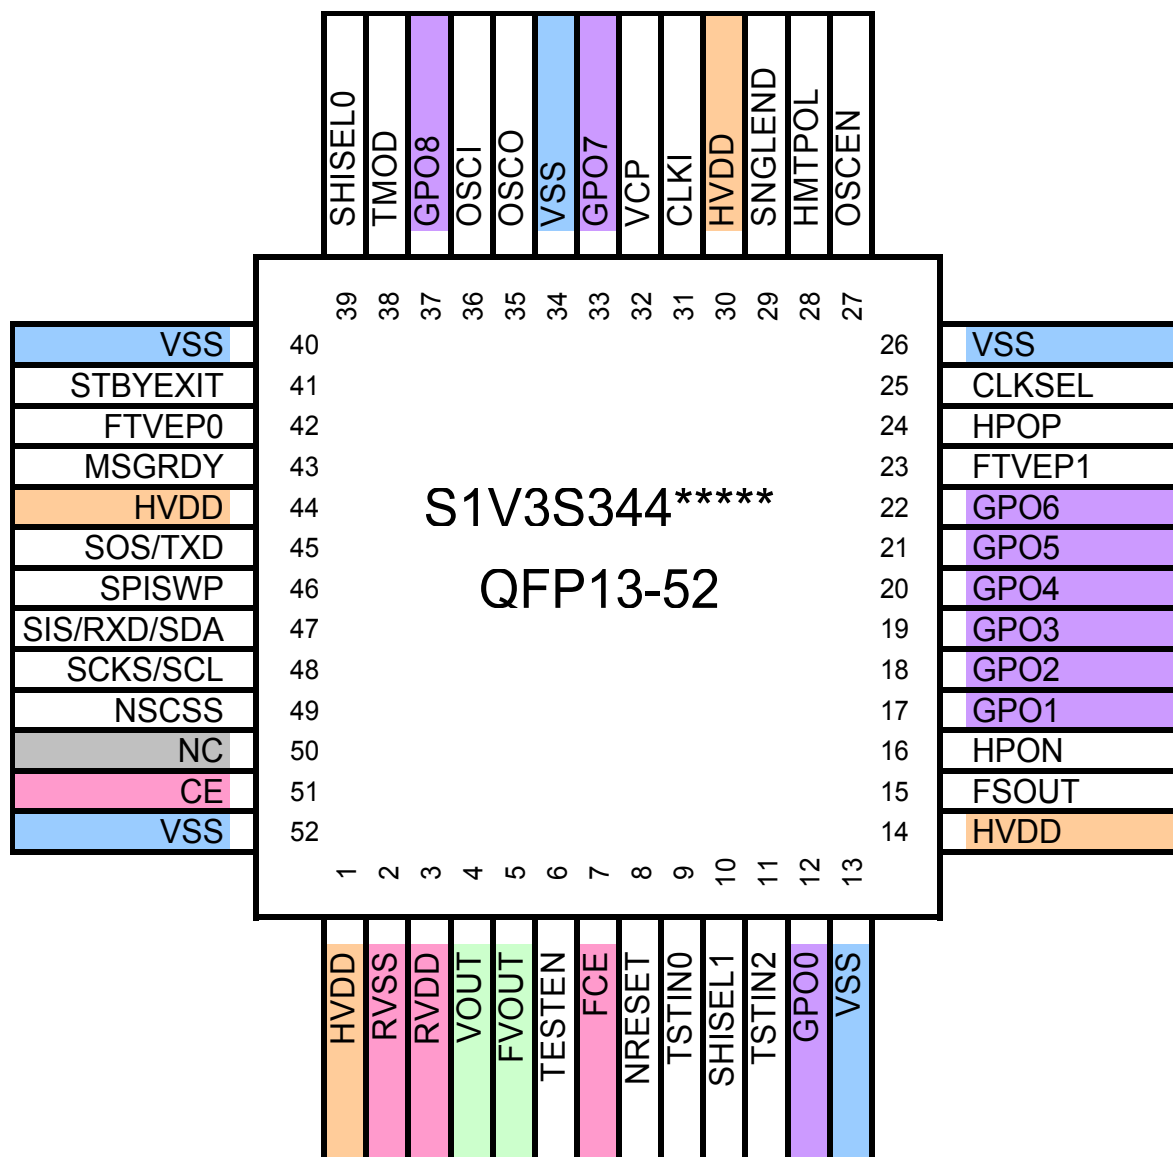 SHISEL0
TMOD
GPO8
OSCI
OSCO
VSS
GPO7
VCP
CLKI
HVDD
SNGLEND
HMTPOL
OSCEN
39
38
37
36
35
34
33
32
31
30
29
28
27
VSS 40
STBYEXIT 41
FTVEP0 42
MSGRDY 43
HVDD 44
SOS/TXD 45
SPISWP 46
SIS/RXD/SDA 47
SCKS/SCL 48
NSCSS 49
NC 50
CE 51
VSS 52
S1V3S344*****
QFP13-52
26 VSS
25 CLKSEL
24 HPOP
23 FTVEP1
22 GPO6
21 GPO5
20 GPO4
19 GPO3
18 GPO2
17 GPO1
16 HPON
15 FSOUT
14 HVDD
1
2
3
4
5
6
7
8
9
10
11
12
13
HVDD
RVSS
RVDD
VOUT
FVOUT
TESTEN
FCE
NRESET
TSTIN0
SHISEL1
TSTIN2
GPO0
VSS